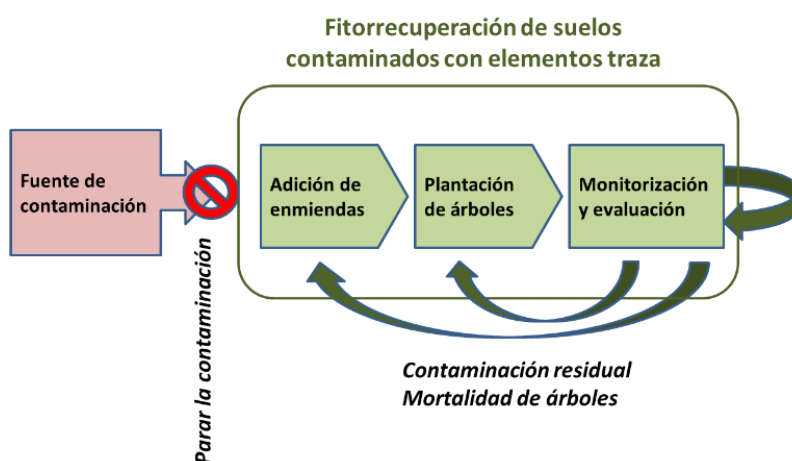 Fitorrecuperación de suelos
contaminados con elementos traza
Fuente de
contaminación
Adición de
enmiendas
Plantación
de árboles
Monitorización
y evaluación
Parar la contaminación
Contaminación residual
Mortalidad de árboles